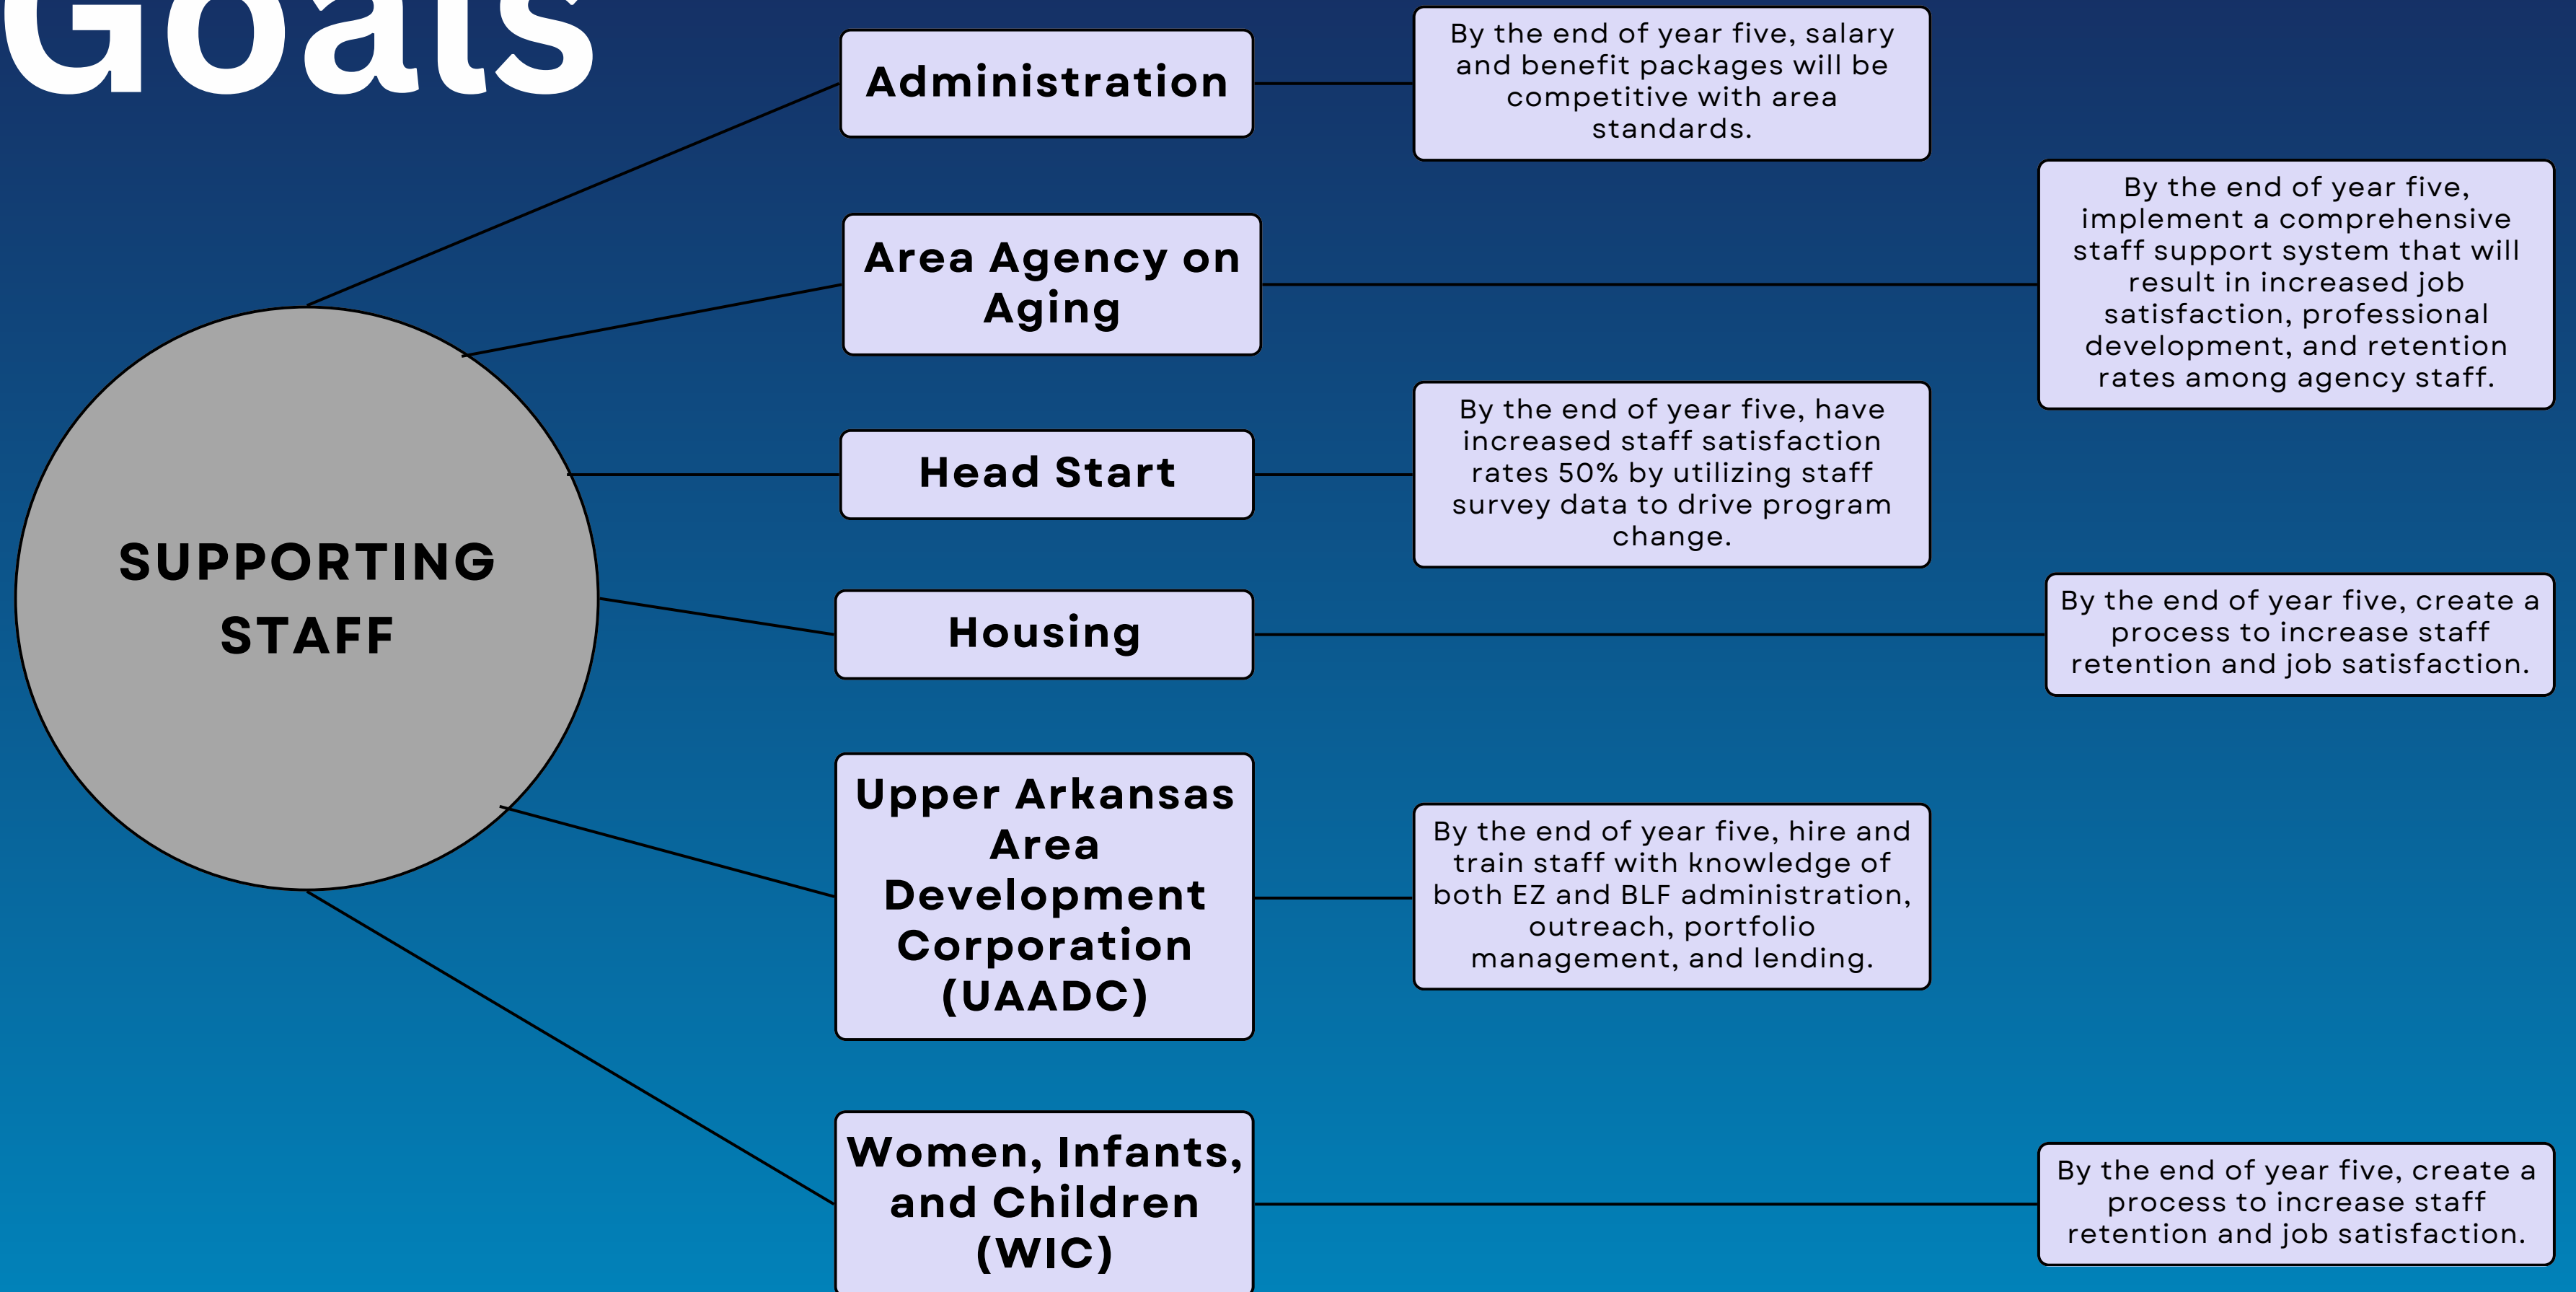 Goals
SUPPORTING
STAFF
Administration
By the end of year five, salary
and benefit packages will be
competitive with area
standards.
Area Agency on
Aging
By the end of year five,
implement a comprehensive
staff support system that will
result in increased job
satisfaction, professional
development, and retention
rates among agency staff.
Head Start
By the end of year five, have
increased staff satisfaction
rates 50% by utilizing staff
survey data to drive program
change.
Housing
By the end of year five, create a
process to increase staff
retention and job satisfaction.
Upper Arkansas
Area
Development
Corporation
(UAADC)
By the end of year five, hire and
train staff with knowledge of
both EZ and BLF administration,
outreach, portfolio
management, and lending.
Women, Infants,
and Children
(WIC)
By the end of year five, create a
process to increase staff
retention and job satisfaction.